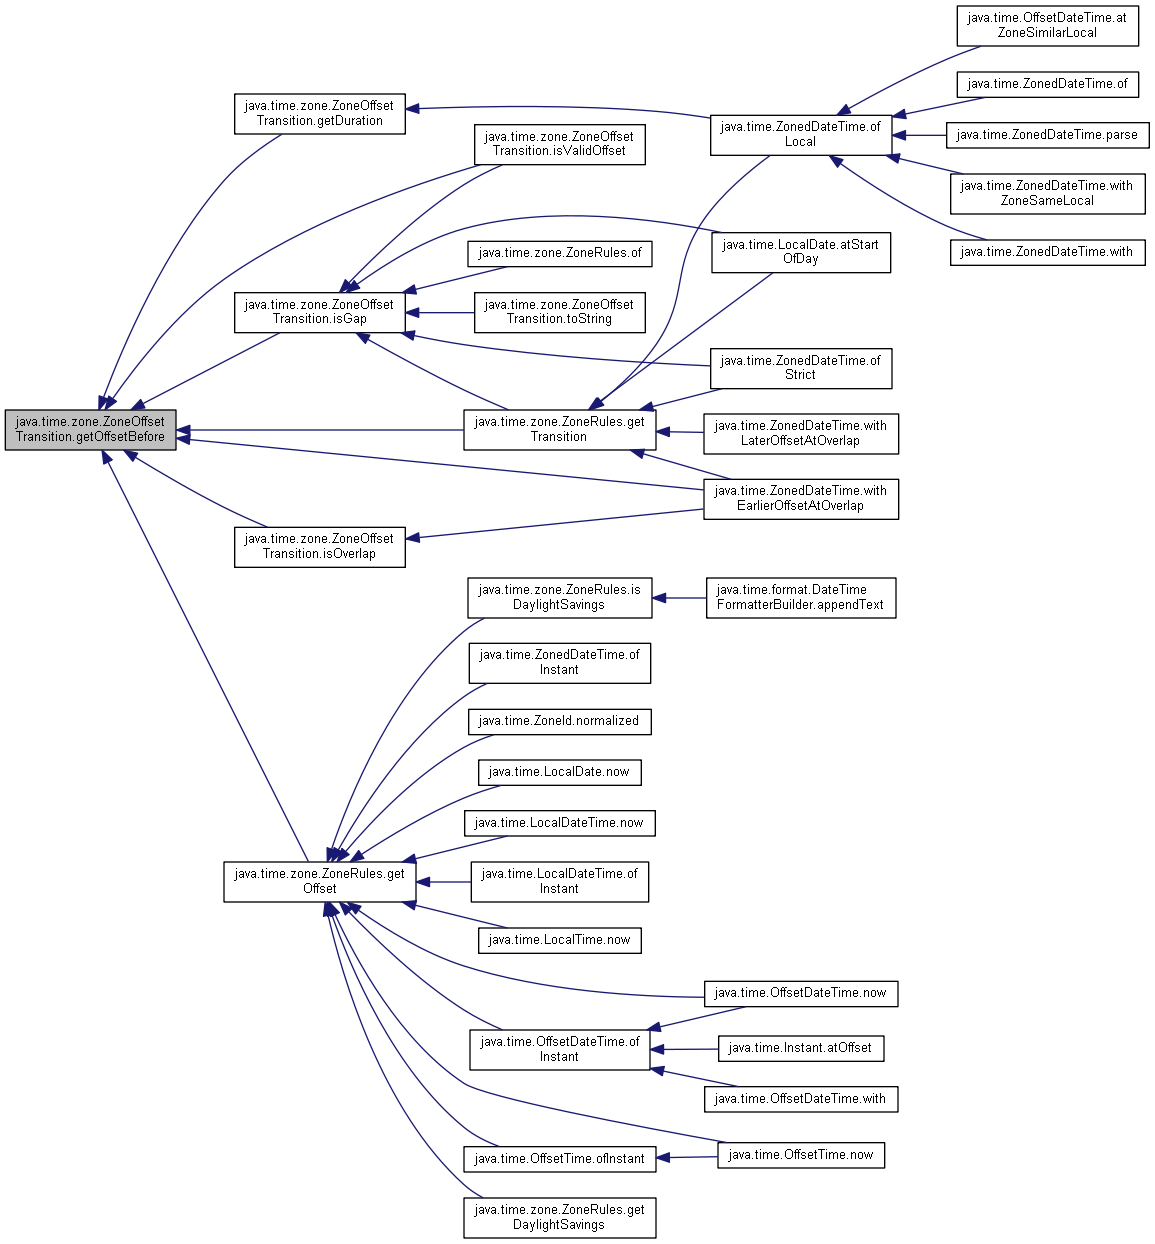 java.time.OffsetDateTime.at
ZoneSimilarLocal
java.time.ZonedDateTime.of
java.time.zone.ZoneOffset
Transition.getDuration
java.time.ZonedDateTime.of
Local
java.time.ZonedDateTime.parse
java.time.zone.ZoneOffset
Transition.isValidOffset
java.time.ZonedDateTime.with
ZoneSameLocal
java.time.LocalDate.atStart
OfDay
java.time.ZonedDateTime.with
java.time.zone.ZoneRules.of
java.time.zone.ZoneOffset
Transition.isGap
java.time.zone.ZoneOffset
Transition.toString
java.time.ZonedDateTime.of
Strict
java.time.zone.ZoneOffset
Transition.getOffsetBefore
java.time.zone.ZoneRules.get
Transition
java.time.ZonedDateTime.with
LaterOffsetAtOverlap
java.time.ZonedDateTime.with
EarlierOffsetAtOverlap
java.time.zone.ZoneOffset
Transition.isOverlap
java.time.zone.ZoneRules.is
DaylightSavings
java.time.format.DateTime
FormatterBuilder.appendText
java.time.ZonedDateTime.of
Instant
java.time.ZoneId.normalized
java.time.LocalDate.now
java.time.LocalDateTime.now
java.time.zone.ZoneRules.get
Offset
java.time.LocalDateTime.of
Instant
java.time.LocalTime.now
java.time.OffsetDateTime.now
java.time.OffsetDateTime.of
Instant
java.time.Instant.atOffset
java.time.OffsetDateTime.with
java.time.OffsetTime.ofInstant
java.time.OffsetTime.now
java.time.zone.ZoneRules.get
DaylightSavings